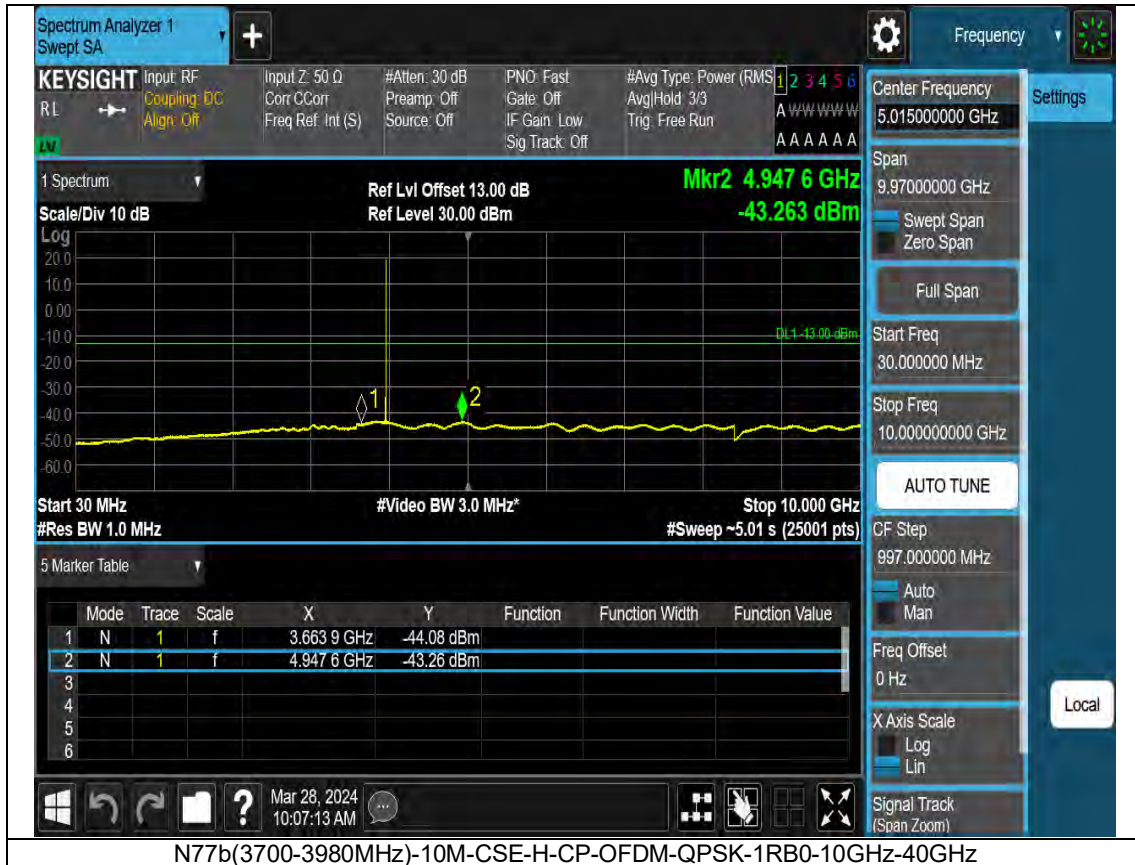 Spectrum Analyzer 1
Swept SA
Frequency
KEYSIGHT Input: RF Input Z: 50 Ω #Atten: 30 dB PNO: Fast #Avg Type: Power (RMS 1 2 3 4 5 6
RL Coupling: DC Corr CCorr Preamp: Off Gate: Off Avg|Hold: 3/3 A W W W W W
Align: Off Freq Ref: Int (S) Source: Off IF Gain: Low Trig: Free Run
Sig Track: Off A A A A A A
LXI
1 Spectrum
Ref Lvl Offset 13.00 dB
Mkr2 4.947 6 GHz
Scale/Div 10 dB Ref Level 30.00 dBm -43.263 dBm
Log
20.0
10.0
0.00
-10.0
DL1 -13.00 dBm
-20.0
-30.0
1 2
-40.0
-50.0
-60.0
Start 30 MHz #Video BW 3.0 MHz* Stop 10.000 GHz
#Res BW 1.0 MHz #Sweep ~5.01 s (25001 pts)
5 Marker Table
Mode Trace Scale X Y Function Function Width Function Value
1 N 1 f 3.663 9 GHz -44.08 dBm
2 N 1 f 4.947 6 GHz -43.26 dBm
3
4
5
6
Center Frequency
5.015000000 GHz
Settings
Span
9.97000000 GHz
Swept Span
Zero Span
Full Span
Start Freq
30.000000 MHz
Stop Freq
10.000000000 GHz
AUTO TUNE
CF Step
997.000000 MHz
Auto
Man
Freq Offset
0 Hz
Local
X Axis Scale
Log
Lin
Signal Track
(Span Zoom)
?
Mar 28, 2024
10:07:13 AM
N77b(3700-3980MHz)-10M-CSE-H-CP-OFDM-QPSK-1RB0-10GHz-40GHz